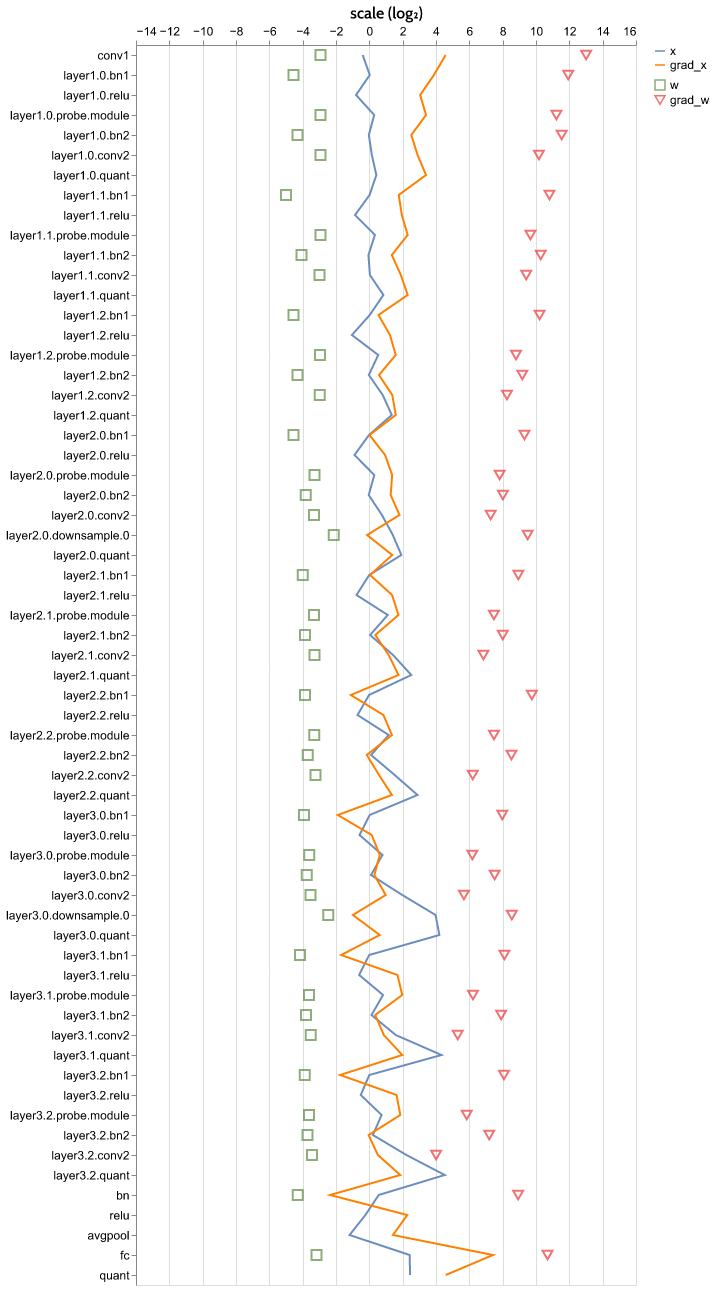 scale (log₂)
−14 −12 −10 −8 −6 −4 −2 0 2 4 6 8 10 12 14 16
x
grad_x
w
grad_w
conv1
layer1.0.bn1
layer1.0.relu
layer1.0.probe.module
layer1.0.bn2
layer1.0.conv2
layer1.0.quant
layer1.1.bn1
layer1.1.relu
layer1.1.probe.module
layer1.1.bn2
layer1.1.conv2
layer1.1.quant
layer1.2.bn1
layer1.2.relu
layer1.2.probe.module
layer1.2.bn2
layer1.2.conv2
layer1.2.quant
layer2.0.bn1
layer2.0.relu
layer2.0.probe.module
layer2.0.bn2
layer2.0.conv2
layer2.0.downsample.0
layer2.0.quant
layer2.1.bn1
layer2.1.relu
layer2.1.probe.module
layer2.1.bn2
layer2.1.conv2
layer2.1.quant
layer2.2.bn1
layer2.2.relu
layer2.2.probe.module
layer2.2.bn2
layer2.2.conv2
layer2.2.quant
layer3.0.bn1
layer3.0.relu
layer3.0.probe.module
layer3.0.bn2
layer3.0.conv2
layer3.0.downsample.0
layer3.0.quant
layer3.1.bn1
layer3.1.relu
layer3.1.probe.module
layer3.1.bn2
layer3.1.conv2
layer3.1.quant
layer3.2.bn1
layer3.2.relu
layer3.2.probe.module
layer3.2.bn2
layer3.2.conv2
layer3.2.quant
bn
relu
avgpool
fc
quant